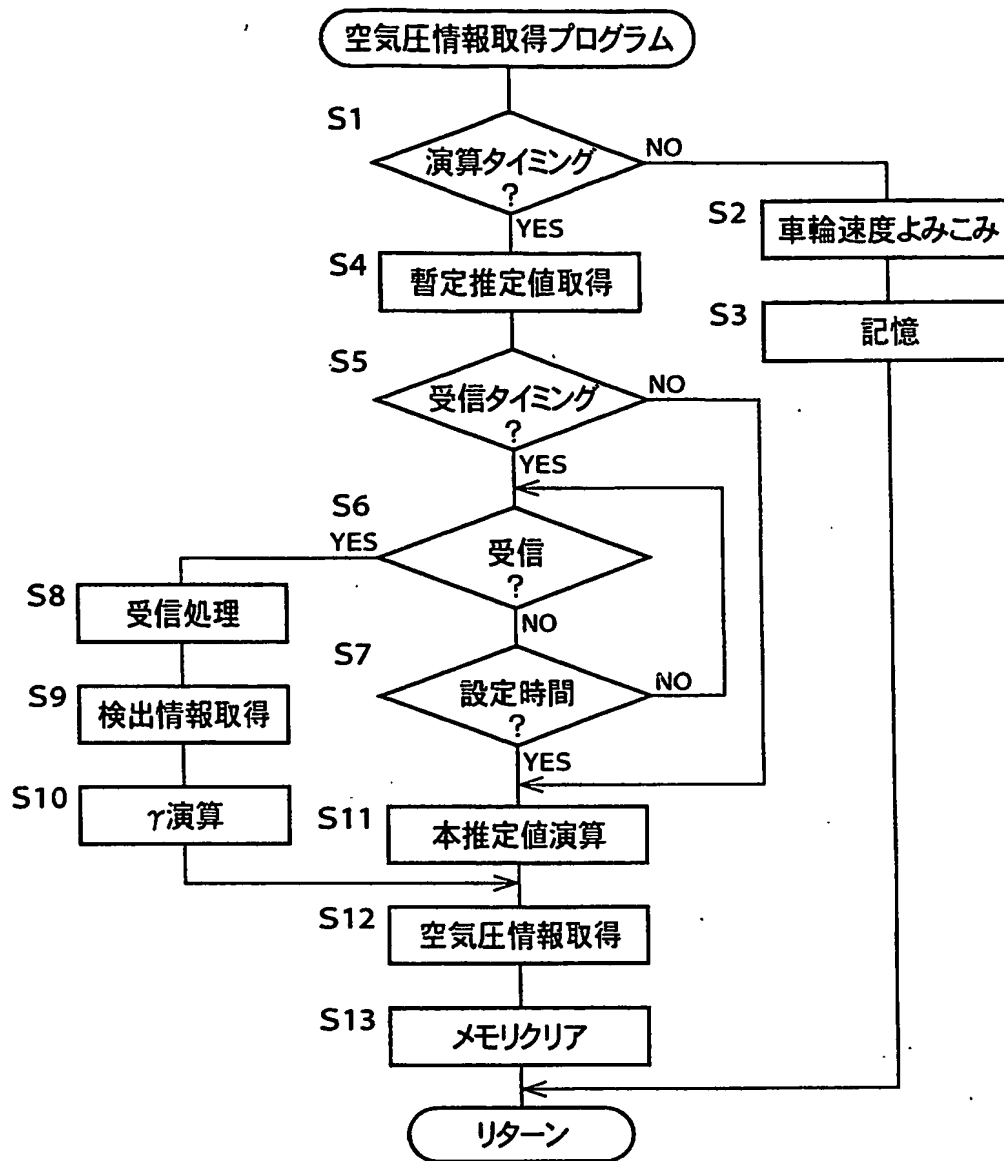 空気圧情報取得プログラム
S1
演算タイミング
?
NO
YES
S2
車輪速度よみこみ
S3
記憶
S4
暫定推定値取得
S5
受信タイミング
?
NO
YES
S6
YES
受信
?
NO
S7
設定時間
?
NO
YES
S8
受信処理
S9
検出情報取得
S10
γ演算
S11
本推定値演算
S12
空気圧情報取得
S13
メモリクリア
リターン